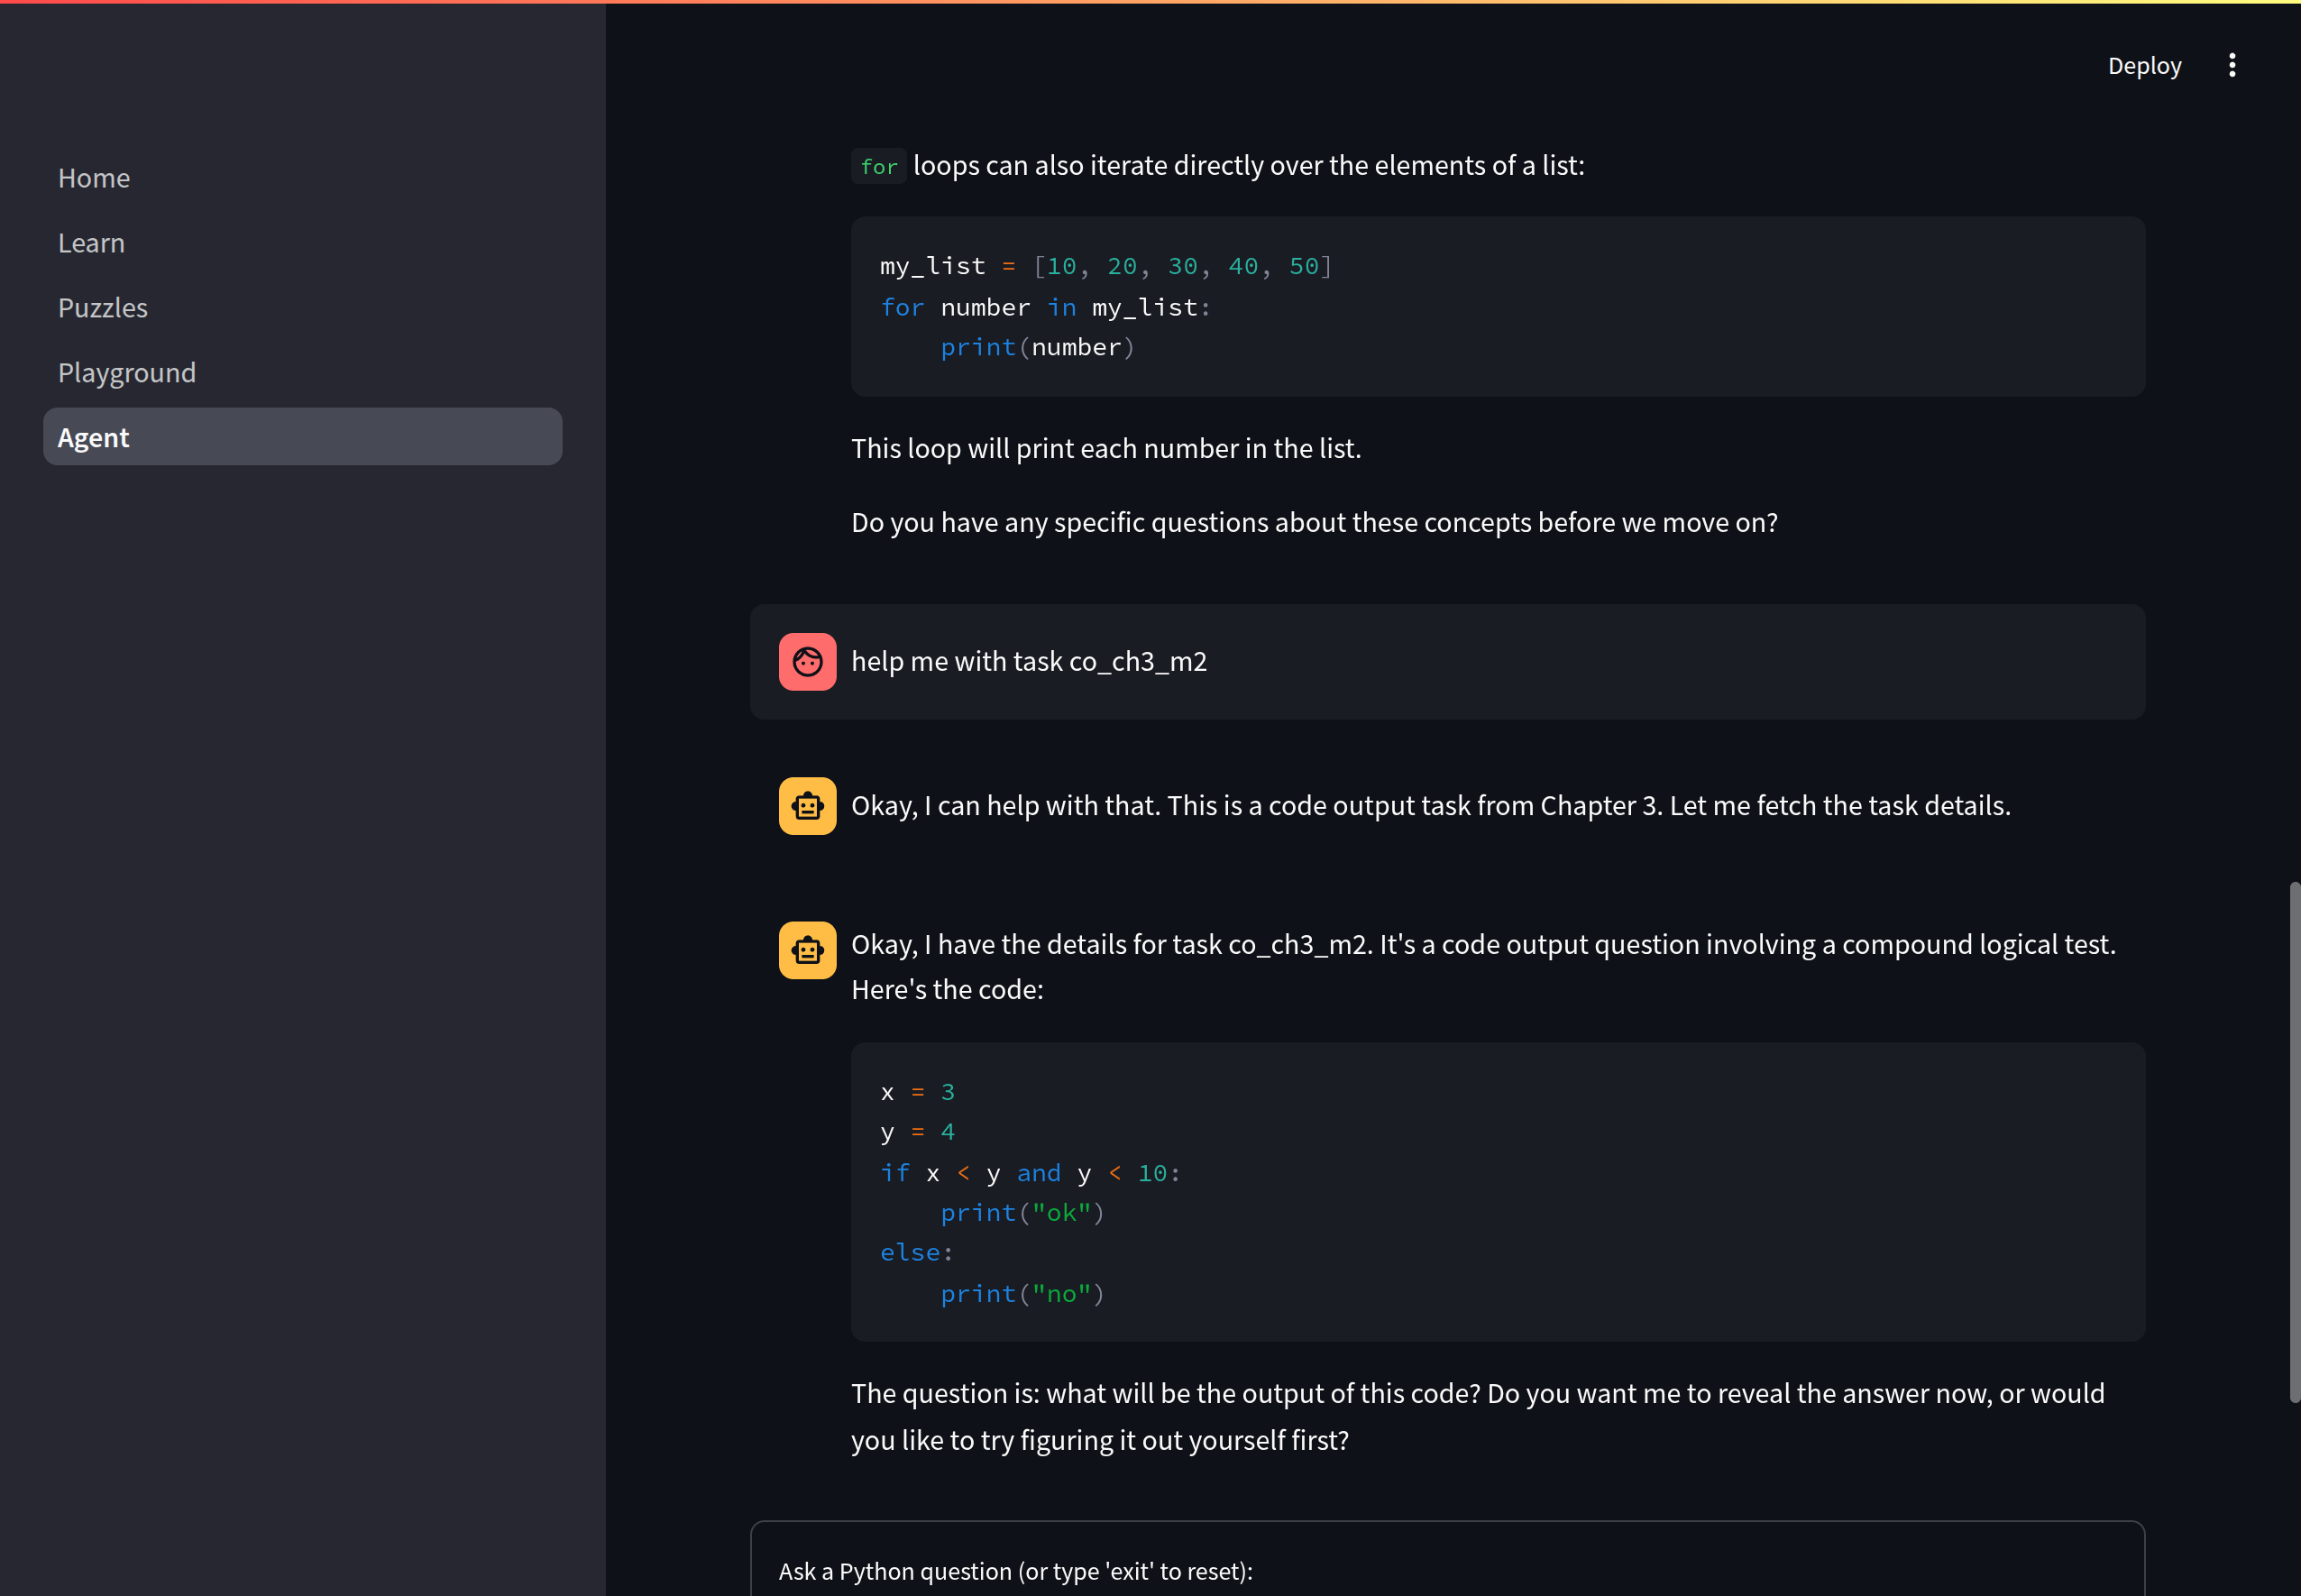 Deploy
Home
Learn
Puzzles
Playground
Agent
for loops can also iterate directly over the elements of a list:
my_list = [10, 20, 30, 40, 50]
for number in my_list:
    print(number)
This loop will print each number in the list.
Do you have any specific questions about these concepts before we move on?
help me with task co_ch3_m2
Okay, I can help with that. This is a code output task from Chapter 3. Let me fetch the task details.
Okay, I have the details for task co_ch3_m2. It's a code output question involving a compound logical test.
Here's the code:
x = 3
y = 4
if x < y and y < 10:
    print("ok")
else:
    print("no")
The question is: what will be the output of this code? Do you want me to reveal the answer now, or would
you like to try figuring it out yourself first?
Ask a Python question (or type 'exit' to reset):